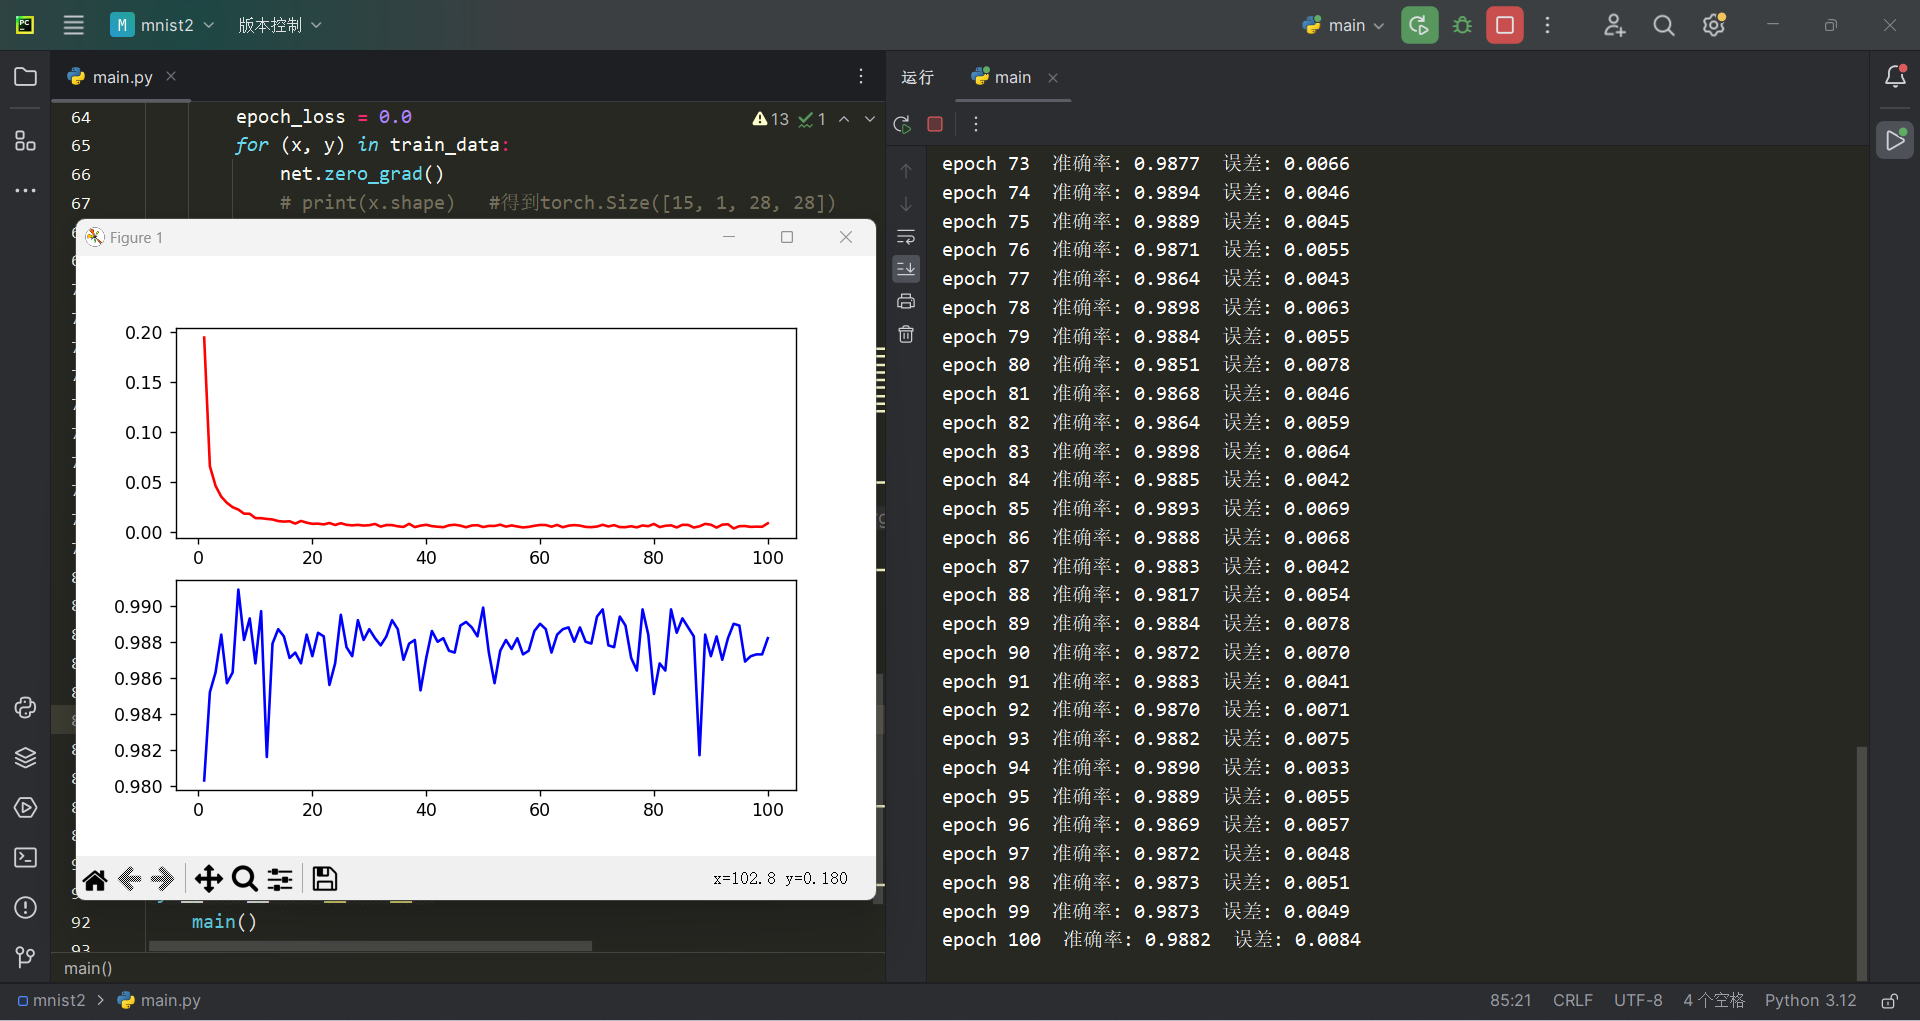 mnist2
版本控制
main
main.py
运行
main
64 epoch_loss = 0.0
13 1
65 for (x, y) in train_data:
66 net.zero_grad()
67 # print(x.shape) #得到torch.Size([15, 1, 28, 28])
Figure 1
0.20
0.15
0.10
0.05
0.00
0 20 40 60 80 100
0.990
0.988
0.986
0.984
0.982
0.980
0 20 40 60 80 100
x=102.8 y=0.180
92 main()
93
main()
epoch 73 准确率: 0.9877 误差: 0.0066
epoch 74 准确率: 0.9894 误差: 0.0046
epoch 75 准确率: 0.9889 误差: 0.0045
epoch 76 准确率: 0.9871 误差: 0.0055
epoch 77 准确率: 0.9864 误差: 0.0043
epoch 78 准确率: 0.9898 误差: 0.0063
epoch 79 准确率: 0.9884 误差: 0.0055
epoch 80 准确率: 0.9851 误差: 0.0078
epoch 81 准确率: 0.9868 误差: 0.0046
epoch 82 准确率: 0.9864 误差: 0.0059
epoch 83 准确率: 0.9898 误差: 0.0064
epoch 84 准确率: 0.9885 误差: 0.0042
epoch 85 准确率: 0.9893 误差: 0.0069
epoch 86 准确率: 0.9888 误差: 0.0068
epoch 87 准确率: 0.9883 误差: 0.0042
epoch 88 准确率: 0.9817 误差: 0.0054
epoch 89 准确率: 0.9884 误差: 0.0078
epoch 90 准确率: 0.9872 误差: 0.0070
epoch 91 准确率: 0.9883 误差: 0.0041
epoch 92 准确率: 0.9870 误差: 0.0071
epoch 93 准确率: 0.9882 误差: 0.0075
epoch 94 准确率: 0.9890 误差: 0.0033
epoch 95 准确率: 0.9889 误差: 0.0055
epoch 96 准确率: 0.9869 误差: 0.0057
epoch 97 准确率: 0.9872 误差: 0.0048
epoch 98 准确率: 0.9873 误差: 0.0051
epoch 99 准确率: 0.9873 误差: 0.0049
epoch 100 准确率: 0.9882 误差: 0.0084
mnist2 > main.py
85:21 CRLF UTF-8 4 个空格 Python 3.12